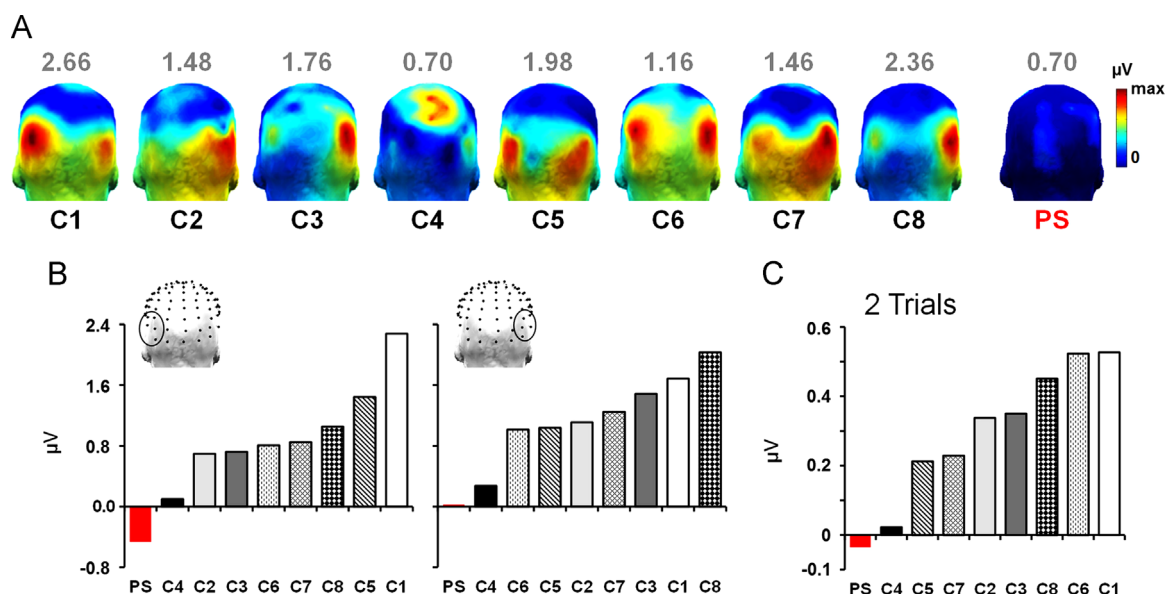 A
2.66 1.48 1.76 0.70 1.98 1.16 1.46 2.36 0.70
µV
max
0
C1 C2 C3 C4 C5 C6 C7 C8 PS
B
2.4
1.6
0.8
0.0
-0.8
µV
PS C4 C2 C3 C6 C7 C8 C5 C1
PS C4 C6 C5 C2 C7 C3 C1 C8
C
2 Trials
0.6
0.4
0.2
0
-0.1
µV
PS C4 C5 C7 C2 C3 C8 C6 C1